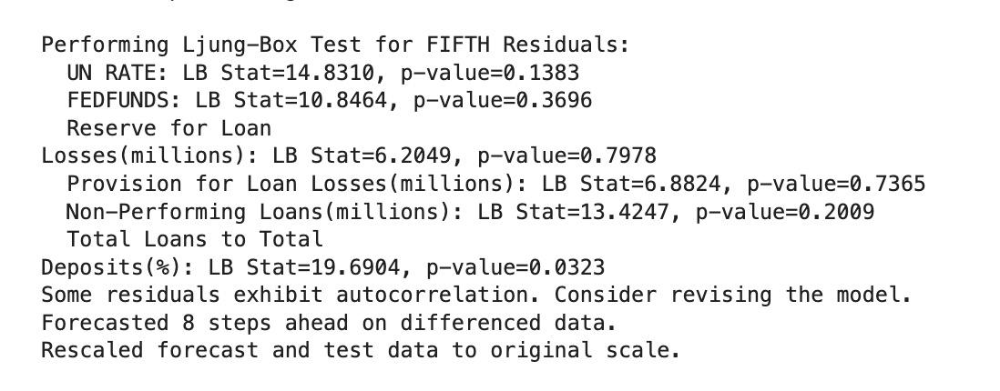 Performing Ljung-Box Test for FIFTH Residuals:
UN RATE: LB Stat=14.8310, p-value=0.1383
FEDFUNDS: LB Stat=10.8464, p-value=0.3696
Reserve for Loan
Losses(millions): LB Stat=6.2049, p-value=0.7978
Provision for Loan Losses(millions): LB Stat=6.8824, p-value=0.7365
Non-Performing Loans(millions): LB Stat=13.4247, p-value=0.2009
Total Loans to Total
Deposits(%): LB Stat=19.6904, p-value=0.0323
Some residuals exhibit autocorrelation. Consider revising the model.
Forecasted 8 steps ahead on differenced data.
Rescaled forecast and test data to original scale.